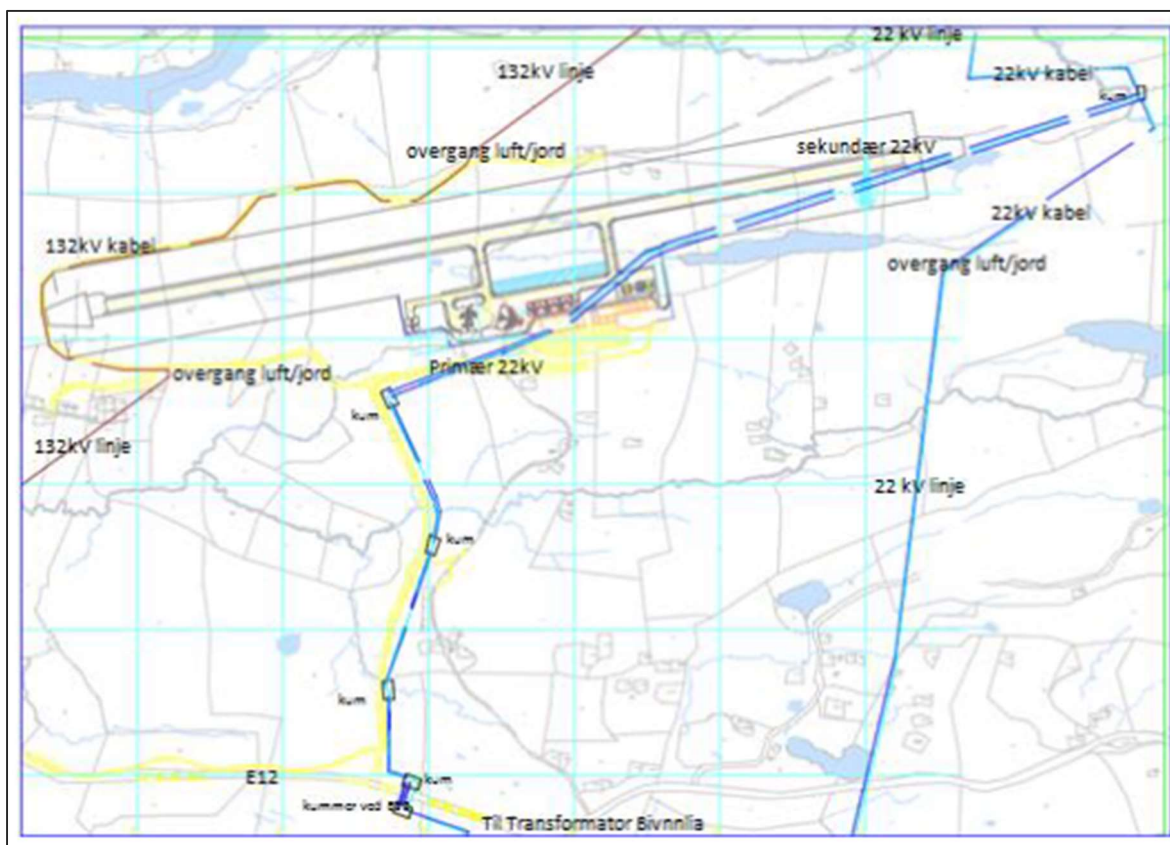 22 kV linje
132kV linje
22kV kabel
kum
overgang luft/jord
sekundær 22kV
22kV kabel
132kV kabel
overgang luft/jord
Primær 22kV
overgang luft/jord
kum
132kV linje
22 kV linje
kum
kum
E12
kum
kummer ved
Til Transformator Bivnnlia